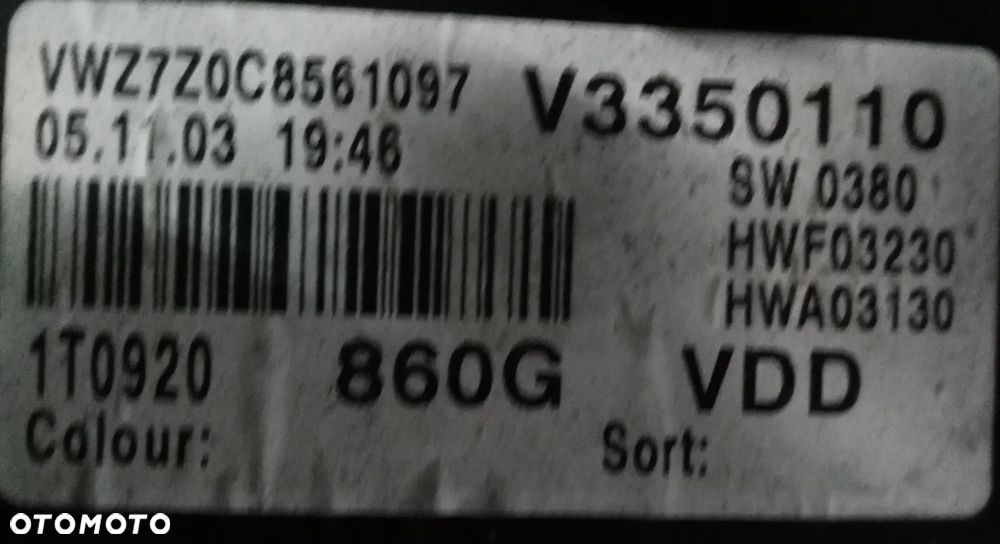 VWZ7Z0C8561097 V3350110
05.11.03 19:46
SW 0380
HWF03230
HWA03130
1T0920 860G VDD
Colour: Sort:
OTOMOTO